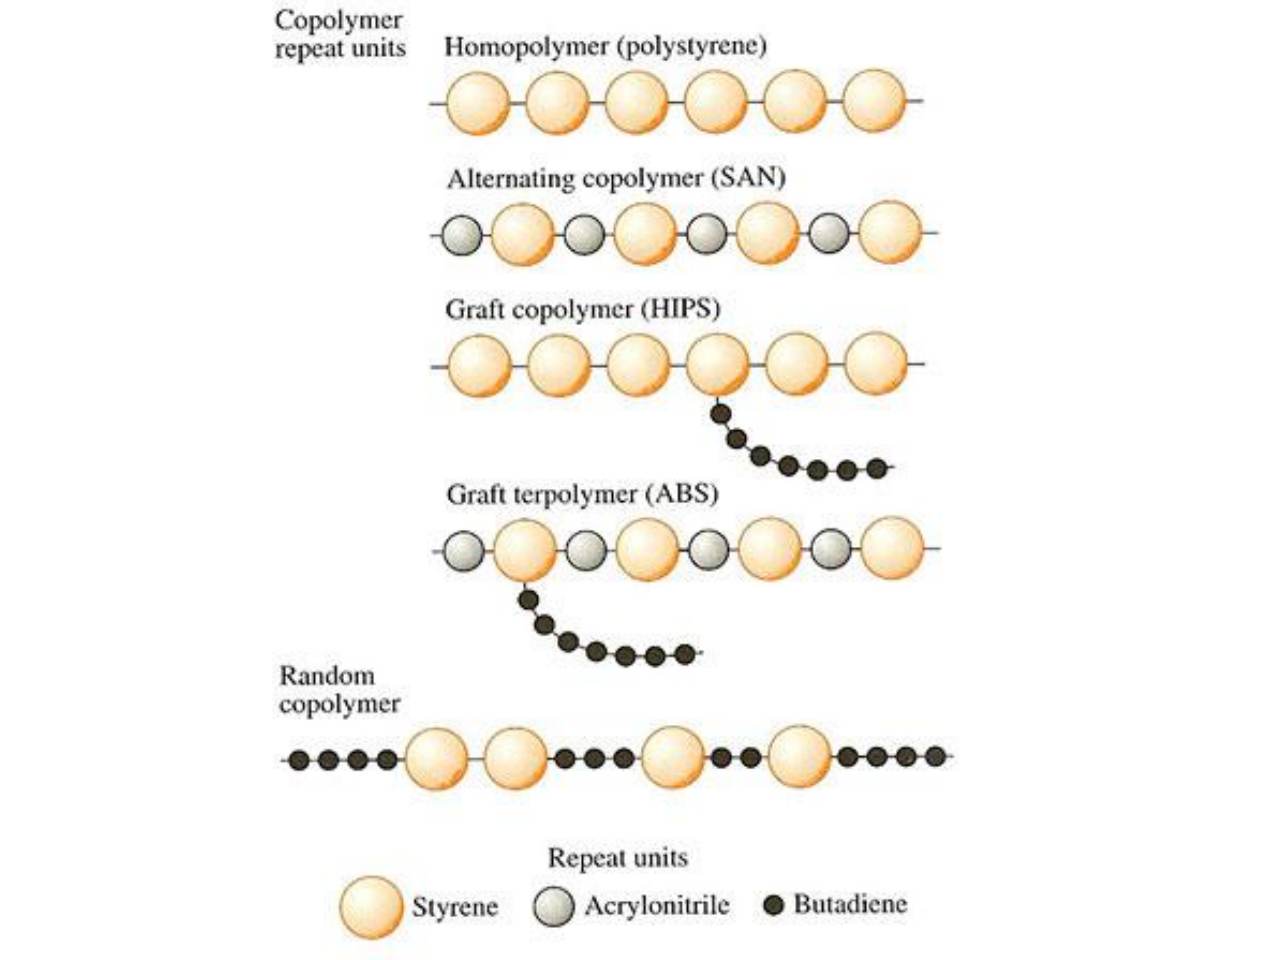 Copolymer
repeat units
Homopolymer (polystyrene)
Alternating copolymer (SAN)
Graft copolymer (HIPS)
Graft terpolymer (ABS)
Random
copolymer
Repeat units
Styrene
Acrylonitrile
Butadiene